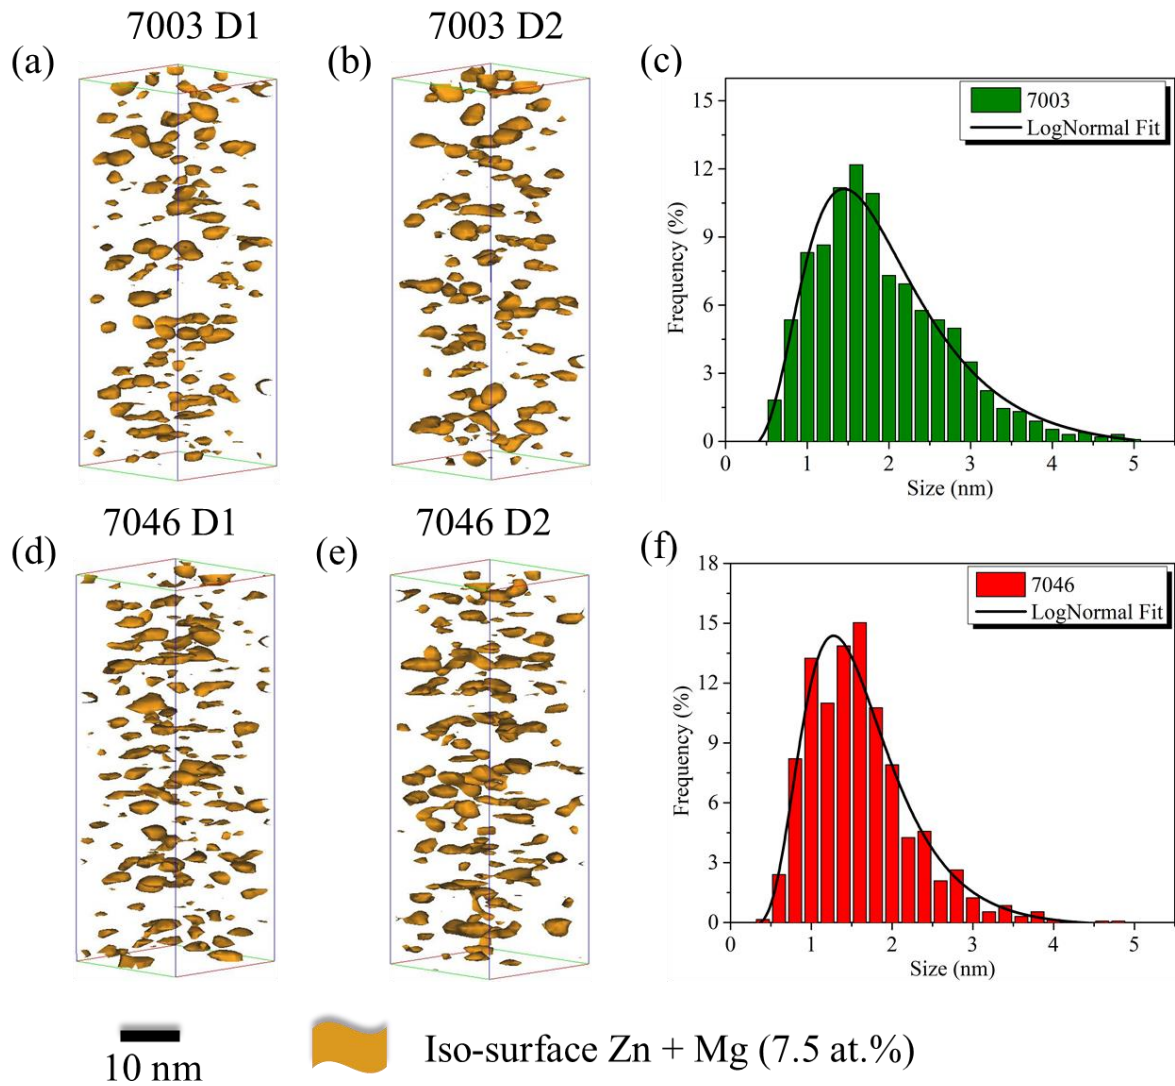 7003 D1
7003 D2
(a)
(b)
(c)
7003
LogNormal Fit
15
12
9
6
3
0
Frequency (%)
0 1 2 3 4 5
Size (nm)
7046 D1
7046 D2
(d)
(e)
(f)
7046
LogNormal Fit
18
15
12
9
6
3
0
Frequency (%)
0 1 2 3 4 5
Size (nm)
10 nm
Iso-surface Zn + Mg (7.5 at.%)